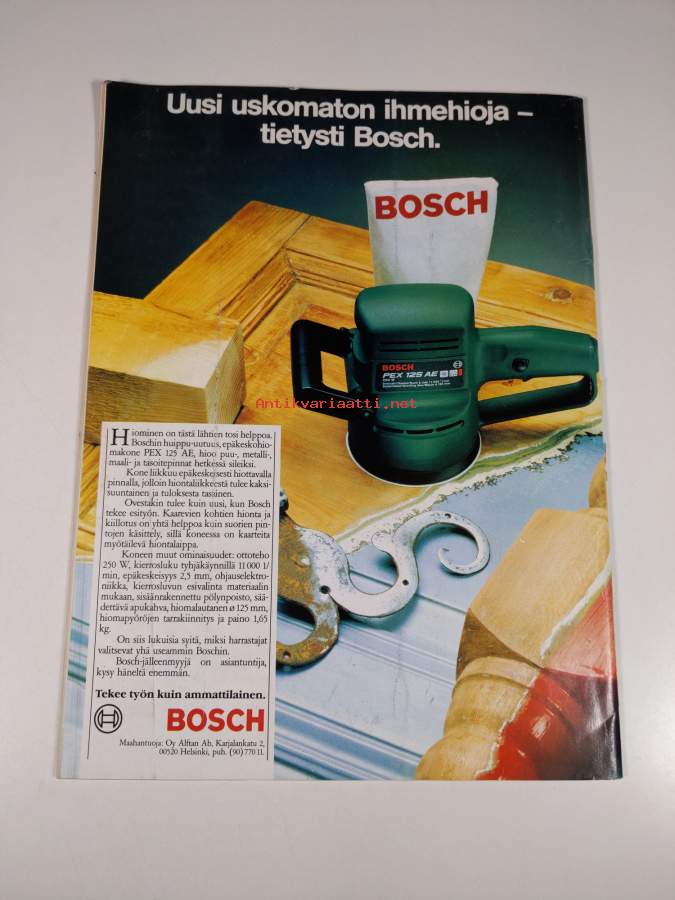 Uusi uskomaton ihmehioja –
tietysti Bosch.
BOSCH
BOSCH
PEX 125 AE
Antikvariaatti.net
Hiominen on tästä lähtien tosi helppoa.
Boschin huippu-uutuus, epäkeskohio-
makone PEX 125 AE, hioo puu-, metalli-,
maali- ja tasoitepinnat hetkessä sileiksi.
Kone liikkuu epäkeskeisesti hiottavalla
pinnalla, jolloin hiontaliikkeestä tulee kaksi-
suuntainen ja tuloksesta tasainen.
Ovestakin tulee kuin uusi, kun Bosch
tekee esityön. Kaarevien kohtien hionta ja
kiillotus on yhtä helppoa kuin suorien pin-
tojen käsittely, sillä koneessa on kaarteita
myötäilevä hiontalaippa.
Koneen muut ominaisuudet: ottoteho
250 W, kierrosluku tyhjäkäynnillä 11 000 1/
min, epäkeskeisyys 2,5 mm, ohjauselektro-
niikka, kierrosluvun esivalinta materiaalin
mukaan, sisäänrakennettu pölynpoisto, sää-
dettävä apukahva, hiomalautanen ø 125 mm,
hiomapyöröjen tarrakiinnitys ja paino 1,65
kg.
On siis lukuisia syitä, miksi harrastajat
valitsevat yhä useammin Boschin.
Bosch-jälleenmyyjä on asiantuntija,
kysy häneltä enemmän.
Tekee työn kuin ammattilainen.
BOSCH
Maahantuoja: Oy Alftan Ab, Karjalankatu 2,
00520 Helsinki, puh. (90) 770 11.